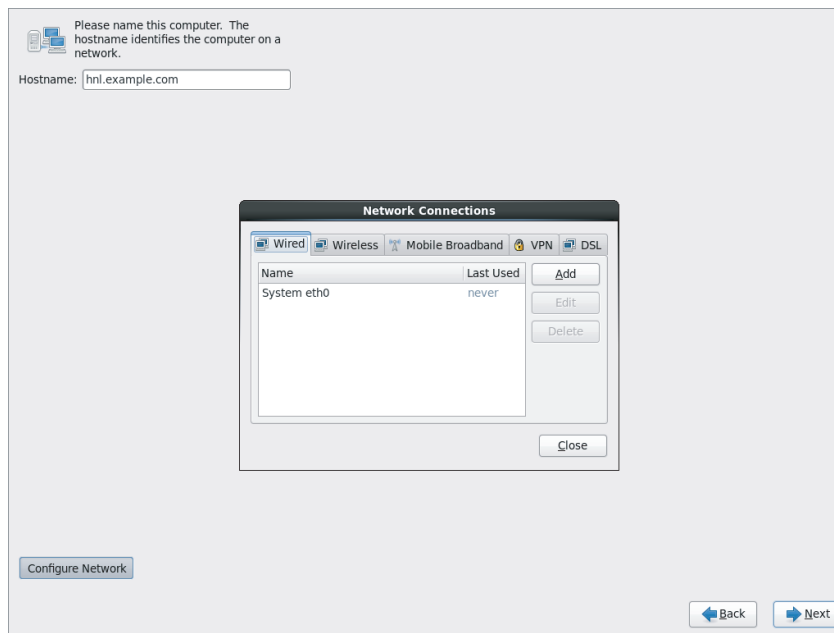 Please name this computer.  The
hostname identifies the computer on a
network.
Hostname: hnl.example.com
Network Connections
Wired Wireless Mobile Broadband VPN DSL
Name Last Used Add
System eth0 never Edit
Delete
Close
Configure Network
Back Next